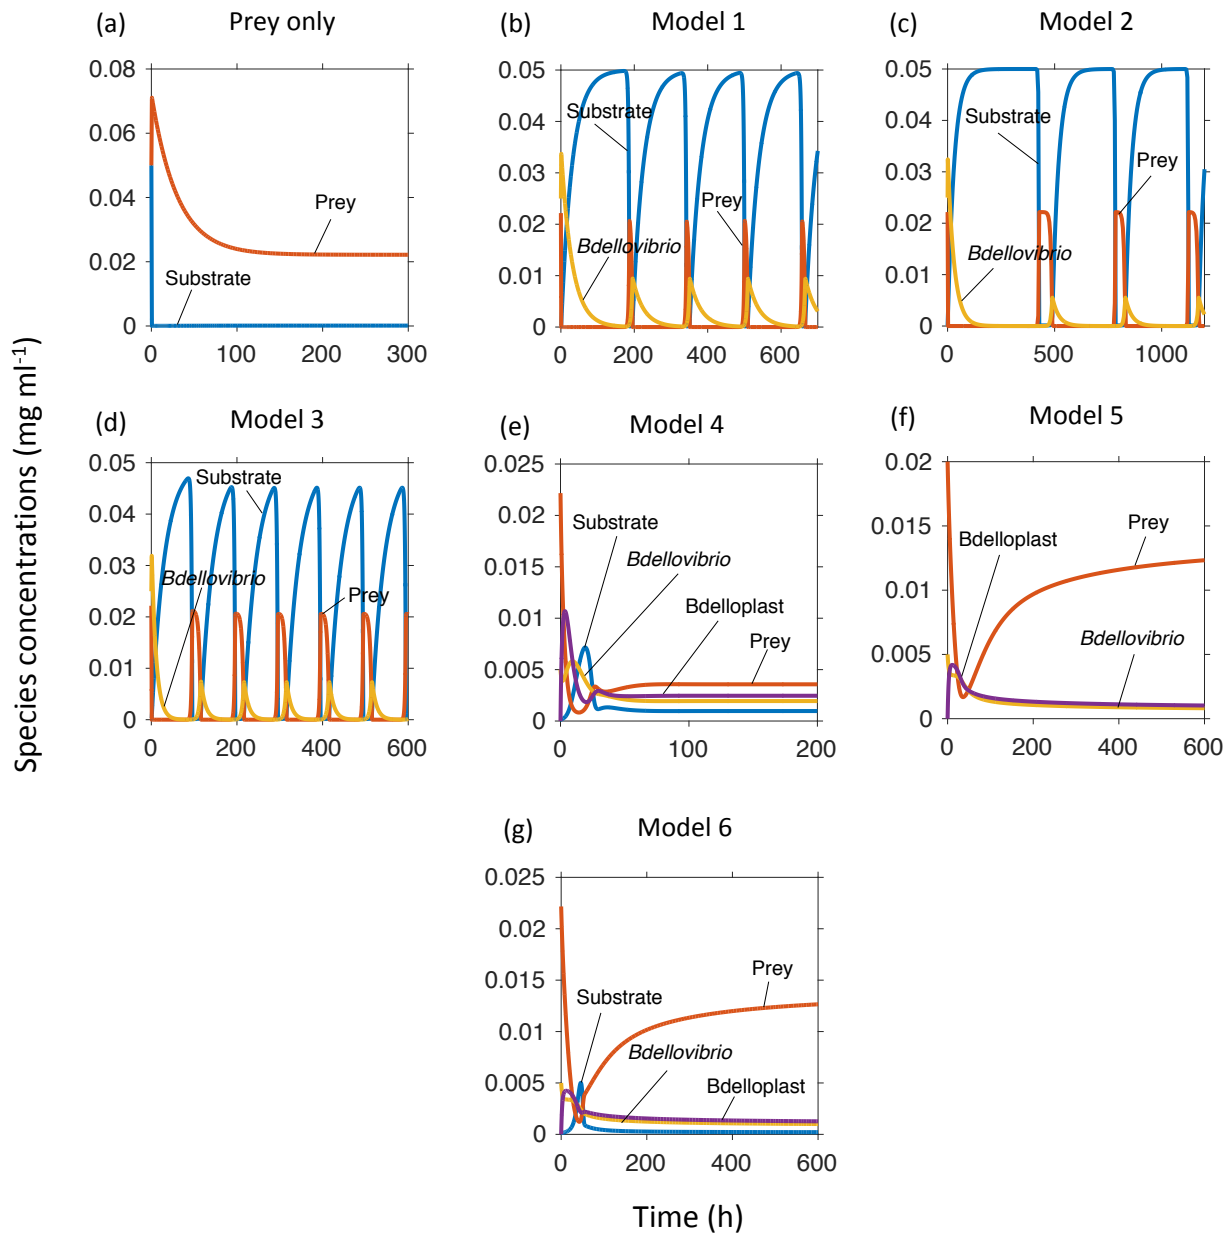 (a) Prey only
(b) Model 1
(c) Model 2
0.08
0.06
0.04
0.02
0
0 100 200 300
Prey
Substrate
0.05
0.04
0.03
0.02
0.01
0
0 200 400 600
Substrate
Prey
Bdellovibrio
0.05
0.04
0.03
0.02
0.01
0
0 500 1000
Substrate
Prey
Bdellovibrio
(d) Model 3
(e) Model 4
(f) Model 5
0.05
0.04
0.03
0.02
0.01
0
0 200 400 600
Substrate
Bdellovibrio
Prey
0.025
0.02
0.015
0.01
0.005
0
0 100 200
Substrate
Bdellovibrio
Bdelloplast
Prey
0.02
0.015
0.01
0.005
0
0 200 400 600
Bdelloplast
Prey
Bdellovibrio
(g) Model 6
0.025
0.02
0.015
0.01
0.005
0
0 200 400 600
Substrate
Prey
Bdellovibrio
Bdelloplast
Species concentrations (mg ml-1)
Time (h)